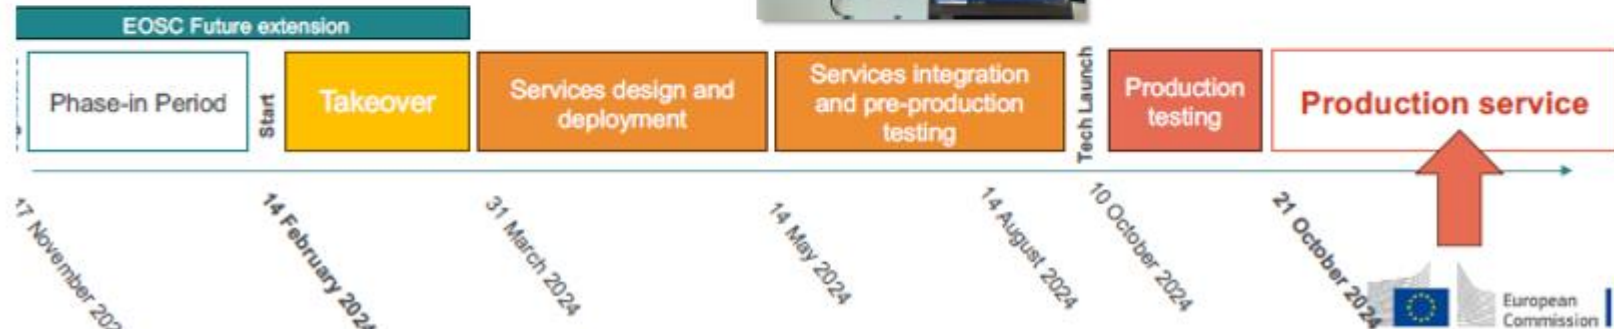 EOSC Future extension
Phase-in Period
Start
Takeover
Services design and
deployment
Services integration
and pre-production
testing
Tech Launch
Production
testing
Production service
17 November
14 February 2024
31 March 2024
14 May 2024
14 August 2024
10 October 2024
21 October 2024
European
Commission